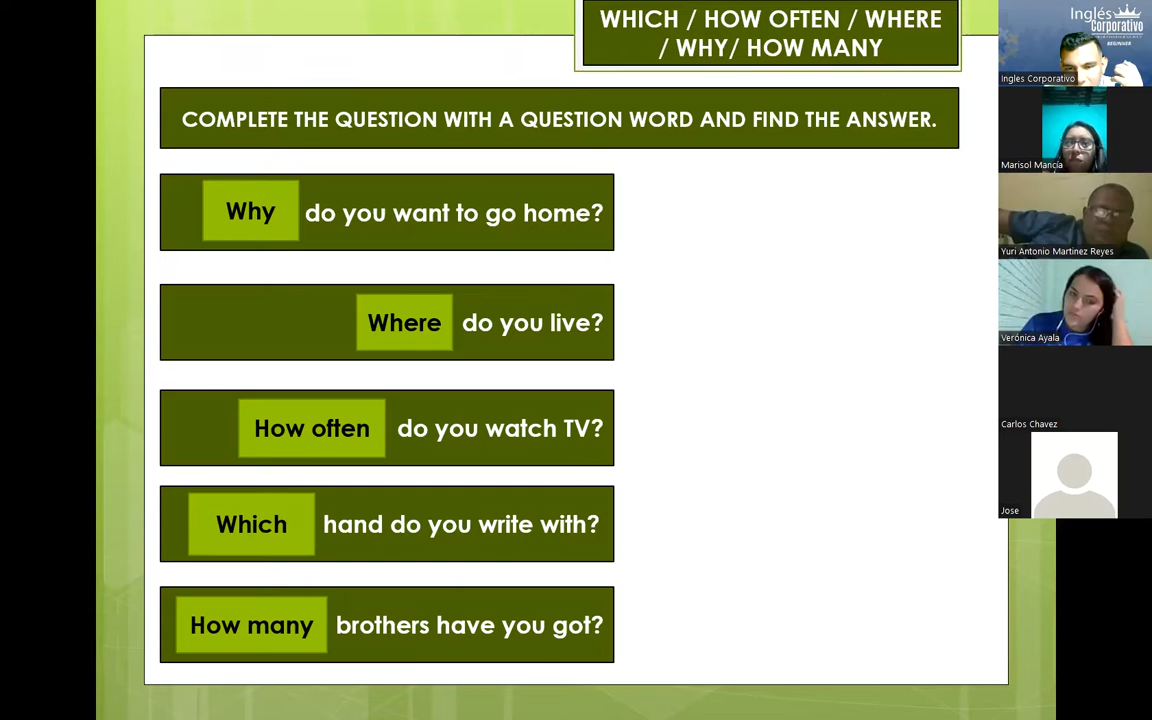 WHICH / HOW OFTEN / WHERE
/ WHY/ HOW MANY
COMPLETE THE QUESTION WITH A QUESTION WORD AND FIND THE ANSWER.
Why do you want to go home?
Where do you live?
How often do you watch TV?
Which hand do you write with?
How many brothers have you got?
Inglés
Corporativo
BEGINNER
Ingles Corporativo
Marisol Mancía
Yuri Antonio Martinez Reyes
Verónica Ayala
Carlos Chavez
Jose